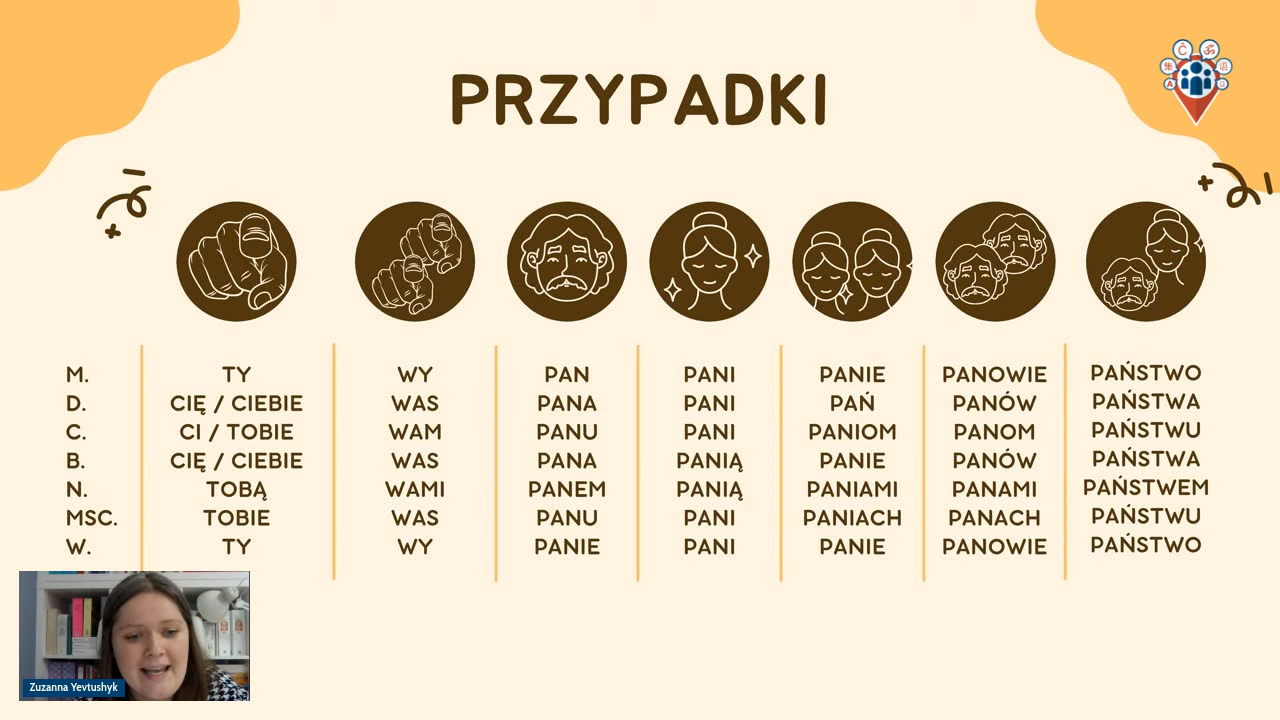 PRZYPADKI
M. TY WY PAN PANI PANIE PANOWIE PAŃSTWO
D. CIĘ / CIEBIE WAS PANA PANI PAŃ PANÓW PAŃSTWA
C. CI / TOBIE WAM PANU PANI PANIOM PANOM PAŃSTWU
B. CIĘ / CIEBIE WAS PANA PANIĄ PANIE PANÓW PAŃSTWA
N. TOBĄ WAMI PANEM PANIĄ PANIAMI PANAMI PAŃSTWEM
MSC. TOBIE WAS PANU PANI PANIACH PANACH PAŃSTWU
W. TY WY PANIE PANI PANIE PANOWIE PAŃSTWO
Zuzanna Yevtushyk